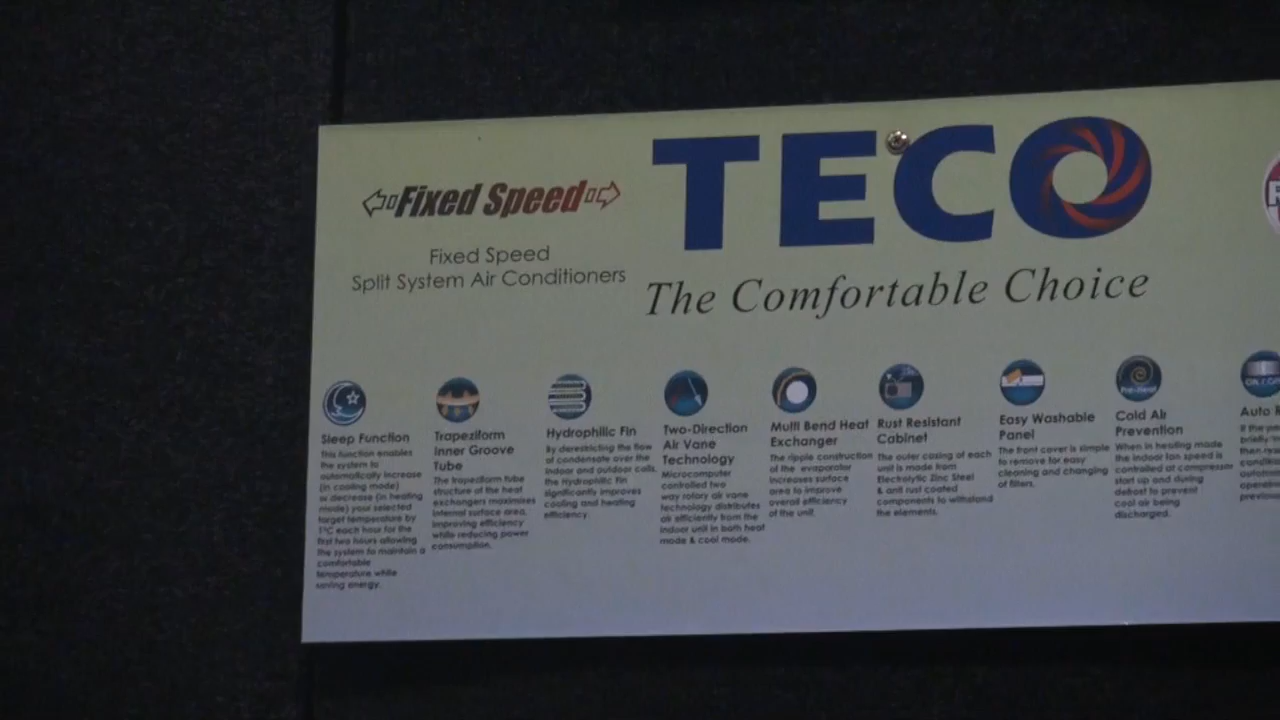 TECO
Fixed Speed
Fixed Speed
Split System Air Conditioners
The Comfortable Choice
Sleep Function
This function enables
the system to
automatically increase
(in cooling mode)
or decrease (in heating
mode) your selected
target temperature by
1°C each hour for the
first two hours allowing
the system to maintain a
comfortable
temperature while
saving energy.
Trapeziform
Inner Groove
Tube
The trapeziform tube
structure of the heat
exchangers maximises
internal surface area,
improving efficiency
while reducing power
consumption.
Hydrophilic Fin
By derestricting the flow
of condensate over the
indoor and outdoor coils,
the Hydrophilic Fin
significantly improves
cooling and heating
efficiency
Two-Direction
Air Vane
Technology
Microcomputer
controlled two
way rotary air vane
technology distributes
air efficiently from the
indoor unit in both heat
mode & cool mode.
Multi Bend Heat
Exchanger
The ripple construction
of the evaporator
increases surface
area to improve
overall efficiency
of the unit.
Rust Resistant
Cabinet
The outer casing of each
unit is made from
Electrolytic Zinc Steel
& anti rust coated
components to withstand
the elements.
Easy Washable
Panel
The front cover is simple
to remove for easy
cleaning and changing
of filters.
Pre-Heat
Cold Air
Prevention
When in heating mode
the indoor fan speed is
controlled at compressor
start up and during
defrost to prevent
cool air being
discharged.
Auto